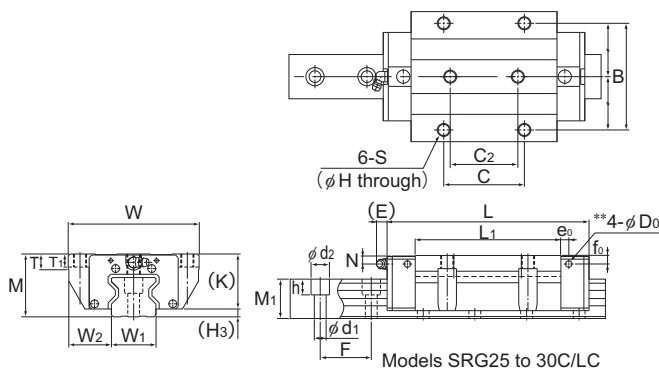 B
6-S
(φH through)
C2
C
W
(E)
L
**4-φD0
L1
e0
f0
φd2
N
T
T1
(K)
M
h
M1
(H3)
W2
W1
φd1
F
Models SRG25 to 30C/LC